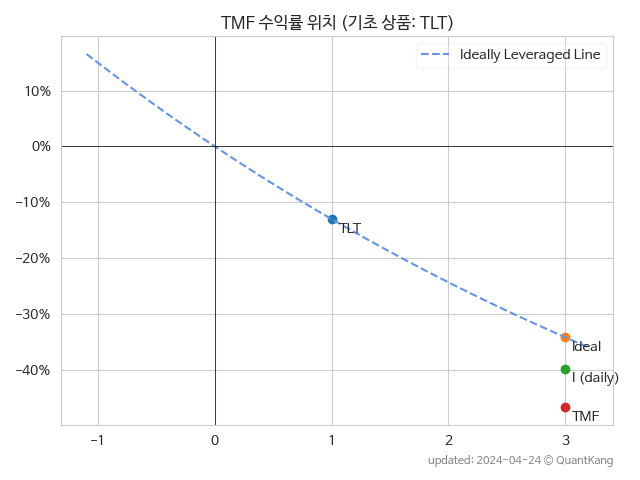 TMF 수익률 위치 (기초 상품: TLT)
Ideally Leveraged Line
10%
0%
−10%
−20%
−30%
−40%
TLT
Ideal
I (daily)
TMF
−1
0
1
2
3
updated: 2024-04-24 © QuantKang